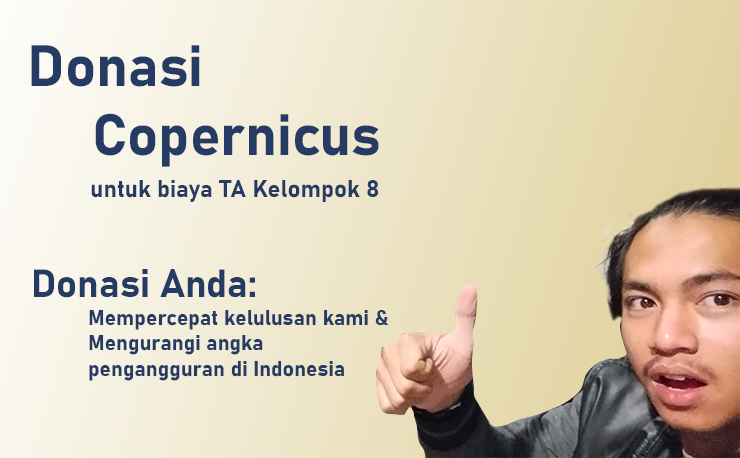 Donasi
Copernicus
untuk biaya TA Kelompok 8
Donasi Anda:
Mempercepat kelulusan kami &
Mengurangi angka
pengangguran di Indonesia